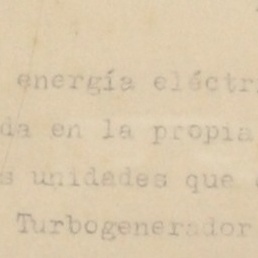 energía eléctr
da en la propia
s unidades que
Turbogenerador